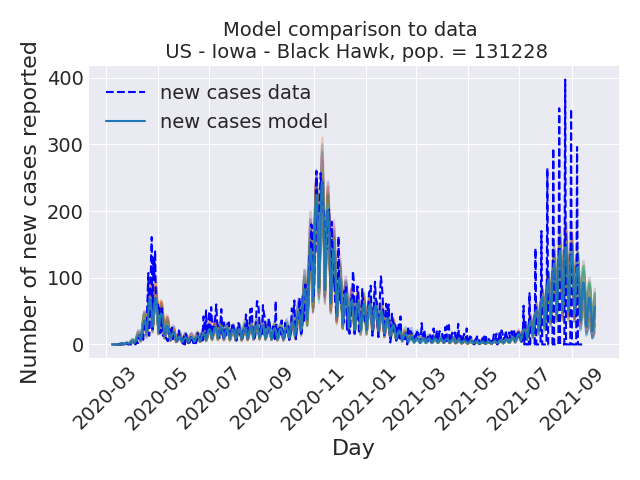 Model comparison to data
US - Iowa - Black Hawk, pop. = 131228
Number of new cases reported
400
300
200
100
0
new cases data
new cases model
2020-03
2020-05
2020-07
2020-09
2020-11
2021-01
2021-03
2021-05
2021-07
2021-09
Day